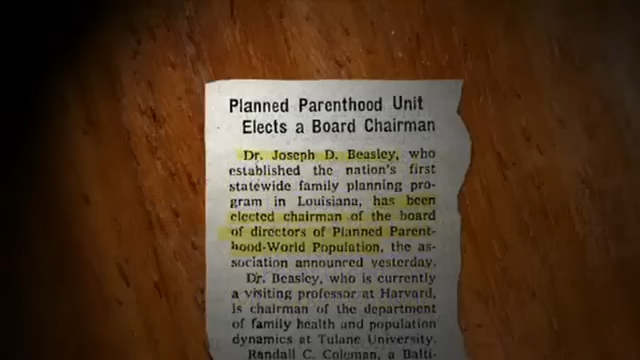 Planned Parenthood Unit
Elects a Board Chairman
Dr. Joseph D. Beasley, who
established the nation's first
statewide family planning pro-
gram in Louisiana, has been
elected chairman of the board
of directors of Planned Parent-
hood-World Population, the as-
sociation announced yesterday.
Dr. Beasley, who is currently
a visiting professor at Harvard,
is chairman of the department
of family health and population
dynamics at Tulane University.
Randall C. Coleman, a Balti-